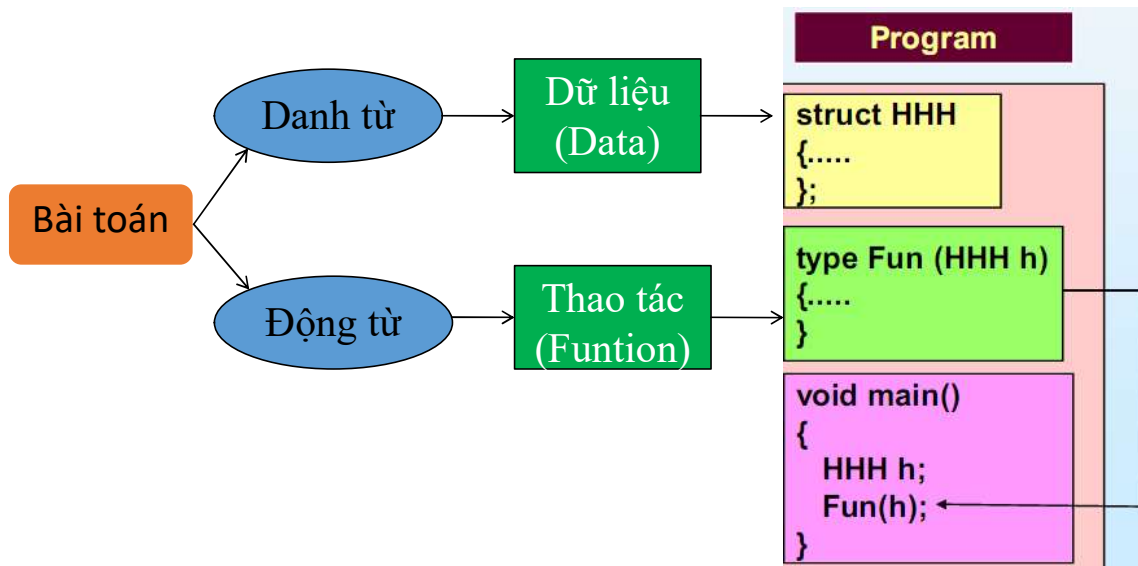 Bài toán
Danh từ
Động từ
Dữ liệu
(Data)
Thao tác
(Funtion)
Program
struct HHH
{.....
};
type Fun (HHH h)
{.....
}
void main()
{
HHH h;
Fun(h);
}